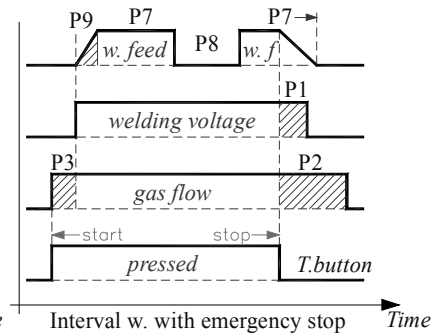 P9 P7 P8 P7
w. feed w. f
P1
welding voltage
P3 P2
gas flow
start stop
pressed T.button
e Interval w. with emergency stop Time